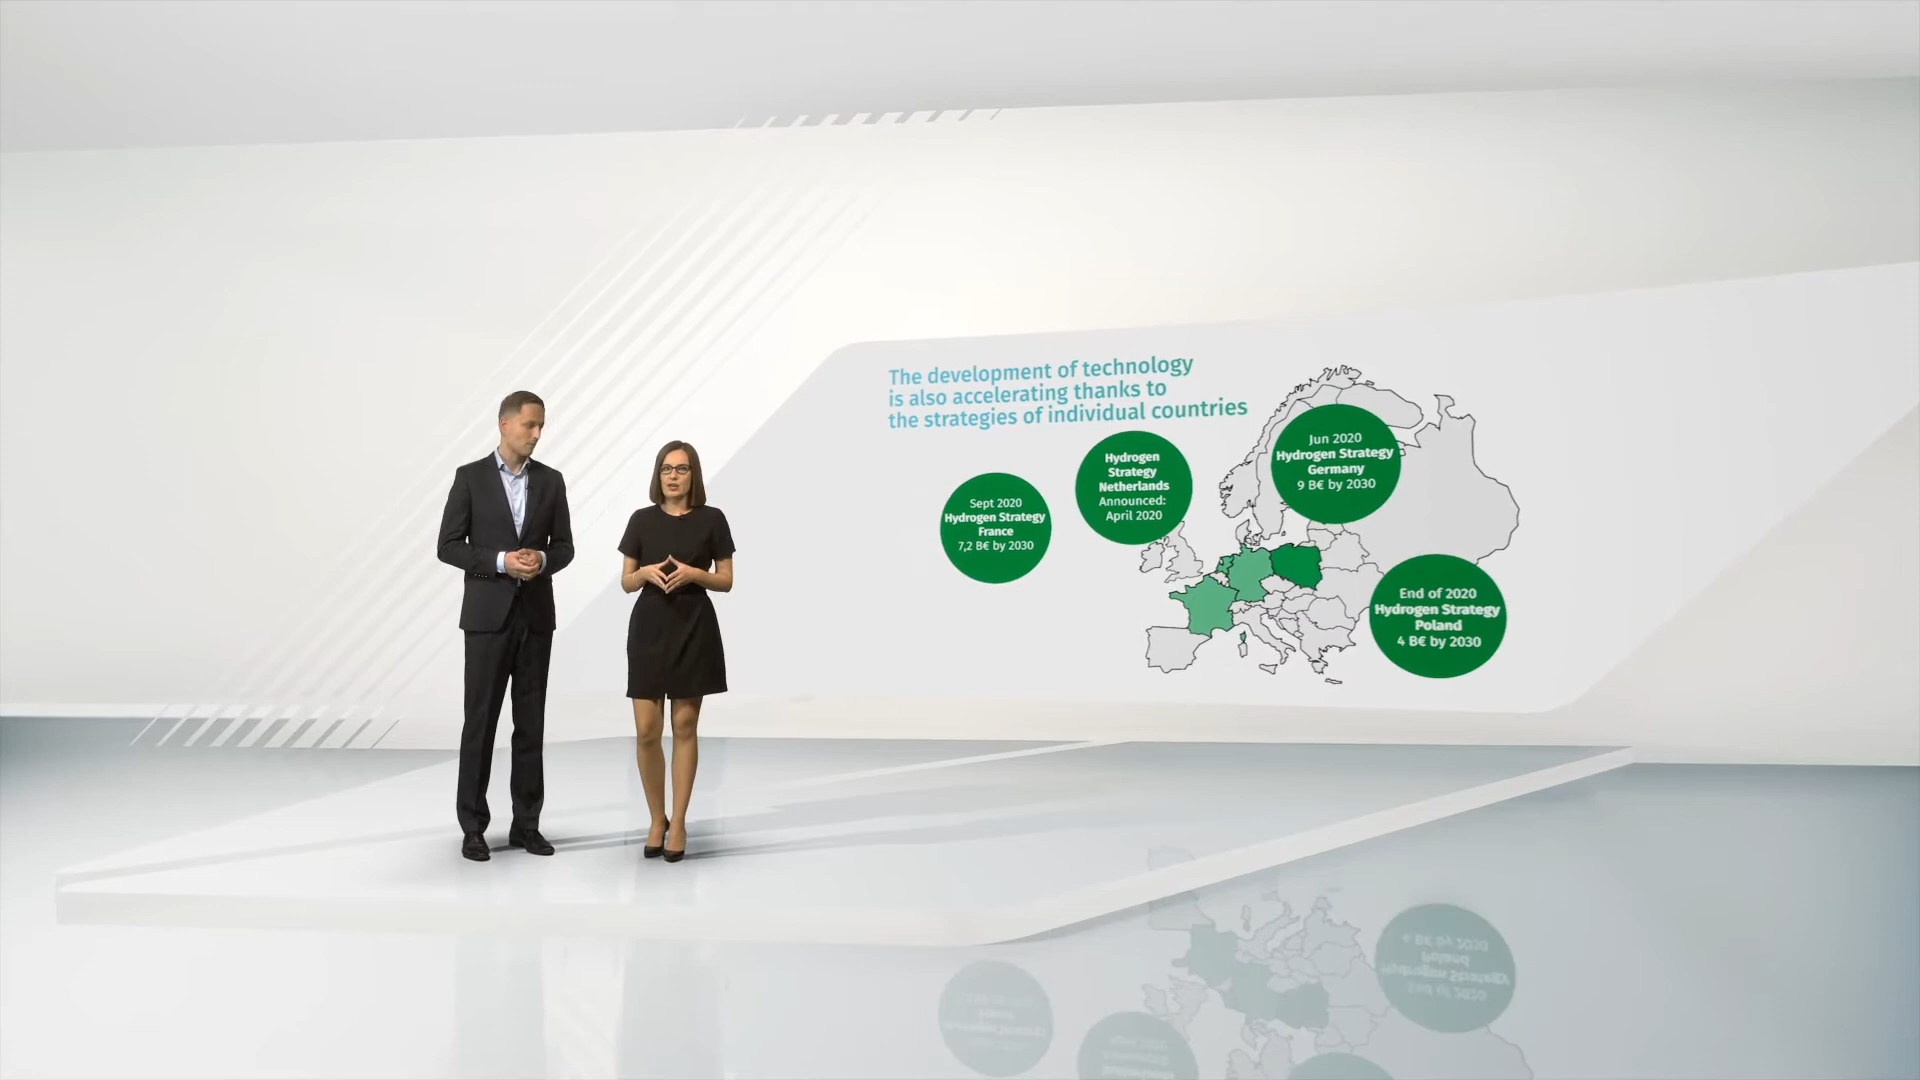 The development of technology
is also accelerating thanks to
the strategies of individual countries
Sept 2020
Hydrogen Strategy
France
7,2 B€ by 2030
Hydrogen
Strategy
Netherlands
Announced:
April 2020
Jun 2020
Hydrogen Strategy
Germany
9 B€ by 2030
End of 2020
Hydrogen Strategy
Poland
4 B€ by 2030